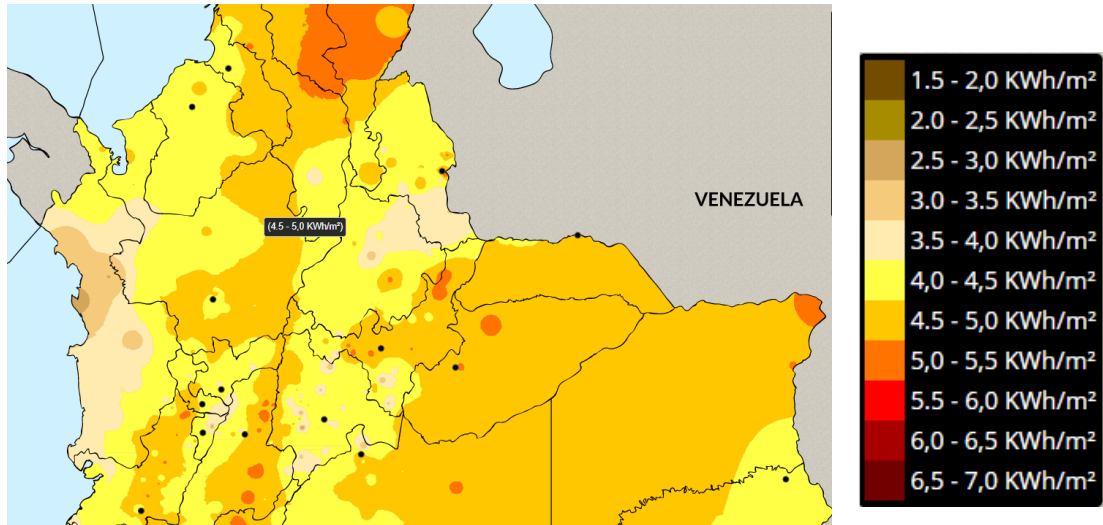 VENEZUELA
(4.5 - 5,0 KWh/m²)
1.5 - 2,0 KWh/m²
2.0 - 2,5 KWh/m²
2.5 - 3,0 KWh/m²
3.0 - 3.5 KWh/m²
3.5 - 4,0 KWh/m²
4,0 - 4,5 KWh/m²
4.5 - 5,0 KWh/m²
5,0 - 5,5 KWh/m²
5.5 - 6,0 KWh/m²
6,0 - 6,5 KWh/m²
6,5 - 7,0 KWh/m²